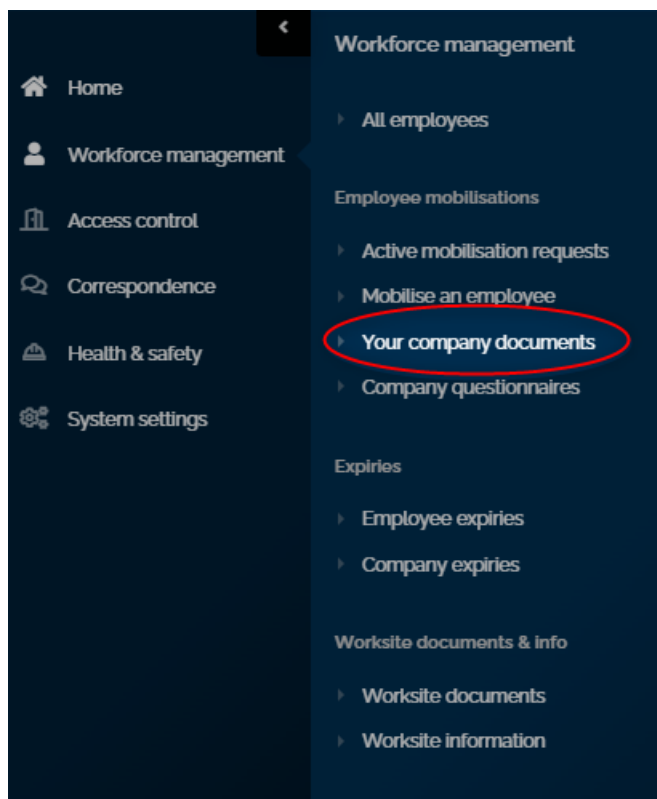 Home
Workforce management
Access control
Correspondence
Health & safety
System settings
Workforce management
All employees
Employee mobilisations
Active mobilisation requests
Mobilise an employee
Your company documents
Company questionnaires
Expiries
Employee expiries
Company expiries
Worksite documents & info
Worksite documents
Worksite information